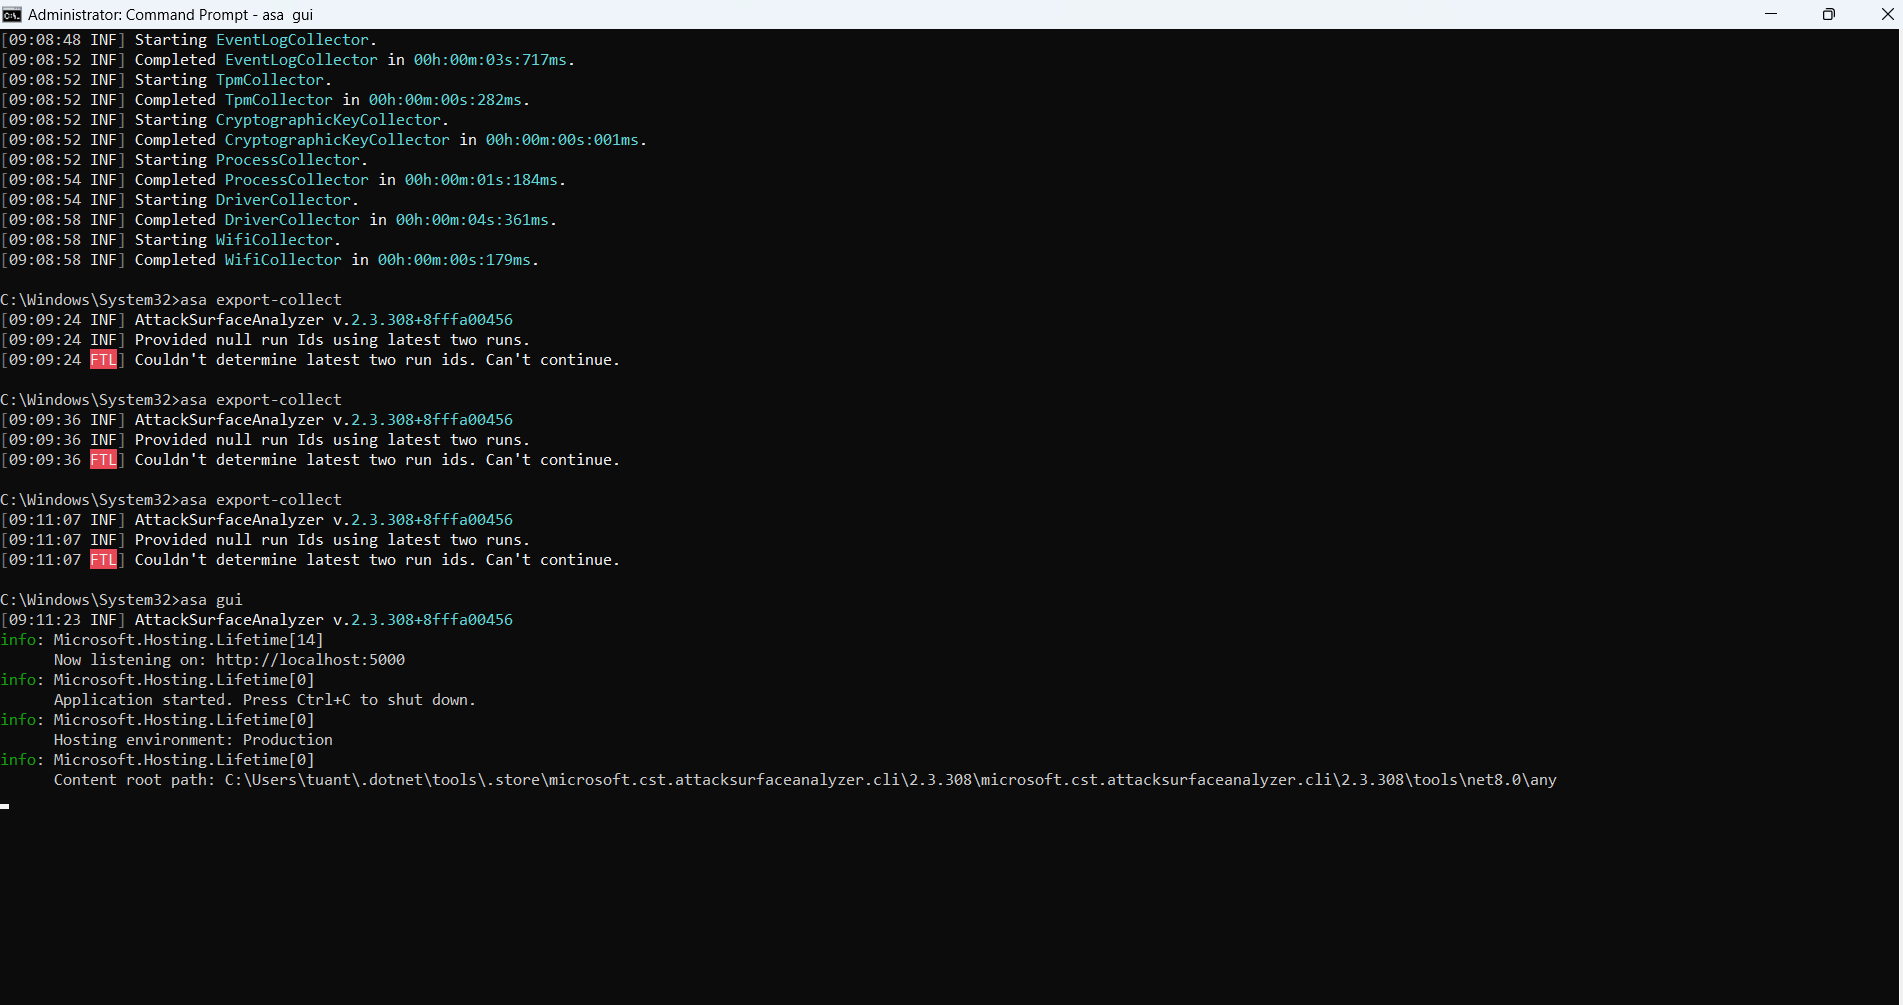 Administrator: Command Prompt - asa  gui
[09:08:48 INF] Starting EventLogCollector.
[09:08:52 INF] Completed EventLogCollector in 00h:00m:03s:717ms.
[09:08:52 INF] Starting TpmCollector.
[09:08:52 INF] Completed TpmCollector in 00h:00m:00s:282ms.
[09:08:52 INF] Starting CryptographicKeyCollector.
[09:08:52 INF] Completed CryptographicKeyCollector in 00h:00m:00s:001ms.
[09:08:52 INF] Starting ProcessCollector.
[09:08:54 INF] Completed ProcessCollector in 00h:00m:01s:184ms.
[09:08:54 INF] Starting DriverCollector.
[09:08:58 INF] Completed DriverCollector in 00h:00m:04s:361ms.
[09:08:58 INF] Starting WifiCollector.
[09:08:58 INF] Completed WifiCollector in 00h:00m:00s:179ms.
C:\Windows\System32>asa export-collect
[09:09:24 INF] AttackSurfaceAnalyzer v.2.3.308+8fffa00456
[09:09:24 INF] Provided null run Ids using latest two runs.
[09:09:24 FTL] Couldn't determine latest two run ids. Can't continue.
C:\Windows\System32>asa export-collect
[09:09:36 INF] AttackSurfaceAnalyzer v.2.3.308+8fffa00456
[09:09:36 INF] Provided null run Ids using latest two runs.
[09:09:36 FTL] Couldn't determine latest two run ids. Can't continue.
C:\Windows\System32>asa export-collect
[09:11:07 INF] AttackSurfaceAnalyzer v.2.3.308+8fffa00456
[09:11:07 INF] Provided null run Ids using latest two runs.
[09:11:07 FTL] Couldn't determine latest two run ids. Can't continue.
C:\Windows\System32>asa gui
[09:11:23 INF] AttackSurfaceAnalyzer v.2.3.308+8fffa00456
info: Microsoft.Hosting.Lifetime[14]
Now listening on: http://localhost:5000
info: Microsoft.Hosting.Lifetime[0]
Application started. Press Ctrl+C to shut down.
info: Microsoft.Hosting.Lifetime[0]
Hosting environment: Production
info: Microsoft.Hosting.Lifetime[0]
Content root path: C:\Users\tuant\.dotnet\tools\.store\microsoft.cst.attacksurfaceanalyzer.cli\2.3.308\microsoft.cst.attacksurfaceanalyzer.cli\2.3.308\tools\net8.0\any